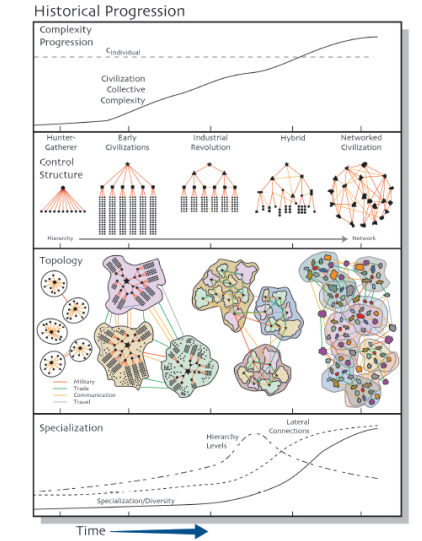 Historical Progression
Complexity
Progression
C Individual
Civilization
Collective
Complexity
Hunter-
Gatherer
Early
Civilizations
Industrial
Revolution
Hybrid
Networked
Civilization
Control
Structure
Hierarchy
Network
Topology
Military
Trade
Communication
Travel
Specialization
Hierarchy
Levels
Lateral
Connections
Specialization/Diversity
Time